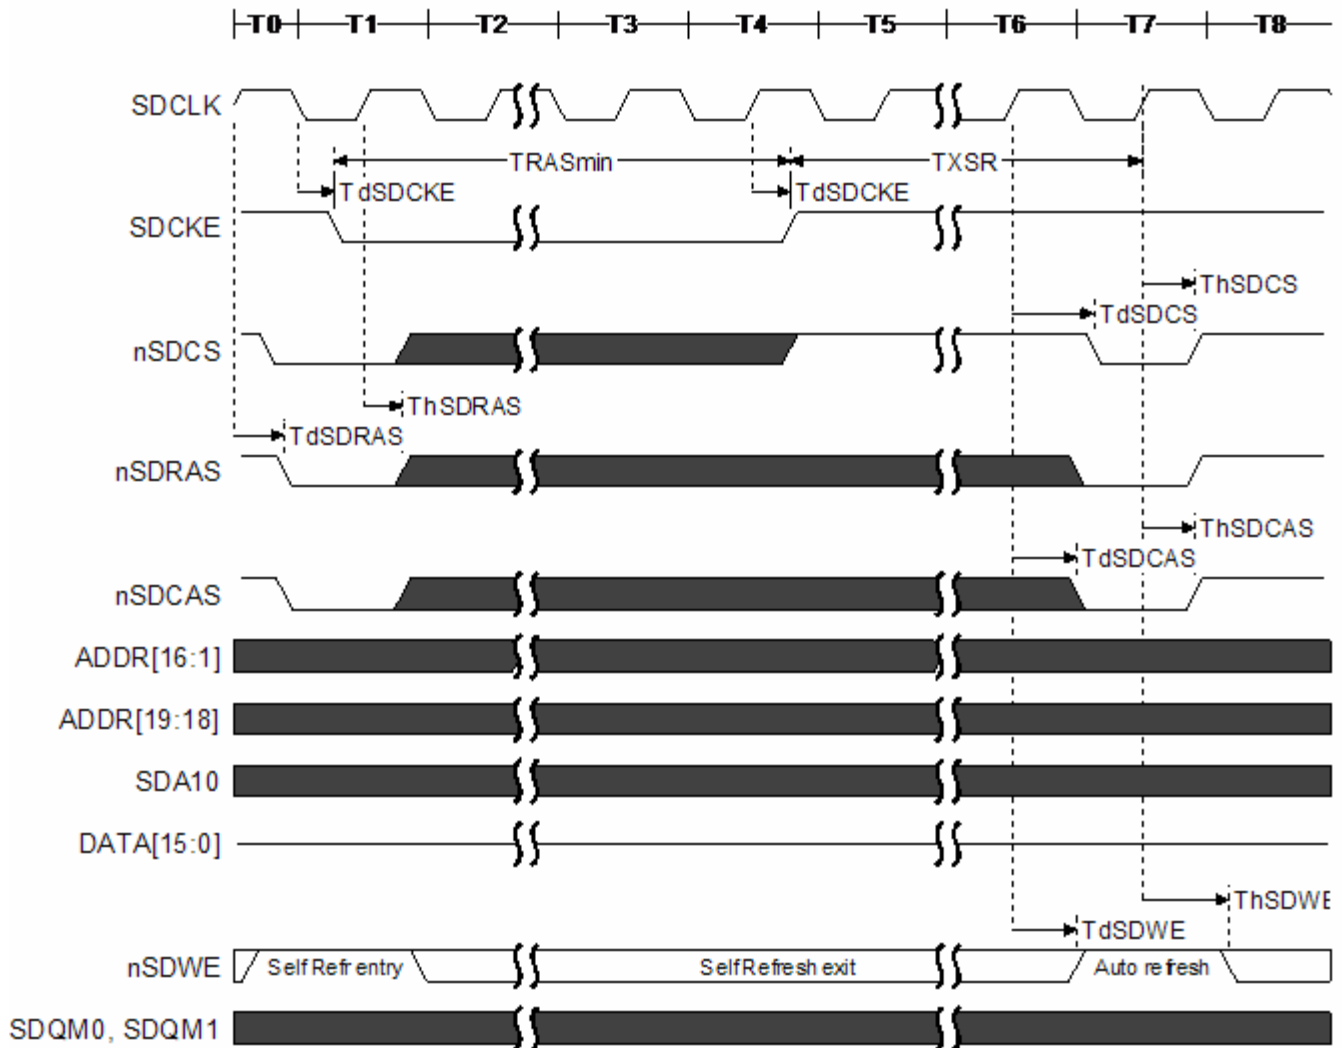 T0 T1 T2 T3 T4 T5 T6 T7 T8
SDCLK
TRASmin TXSR
TdSDCKE TdSDCKE
SDCKE
ThSDCS
TdSDCS
nSDCS
ThSDRAS
TdSDRAS
nSDRAS
ThSDCAS
TdSDCAS
nSDCAS
ADDR[16:1]
ADDR[19:18]
SDA10
DATA[15:0]
ThSDWE
TdSDWE
nSDWE Self Refr entry Self Refresh exit Auto refresh
SDQM0, SDQM1